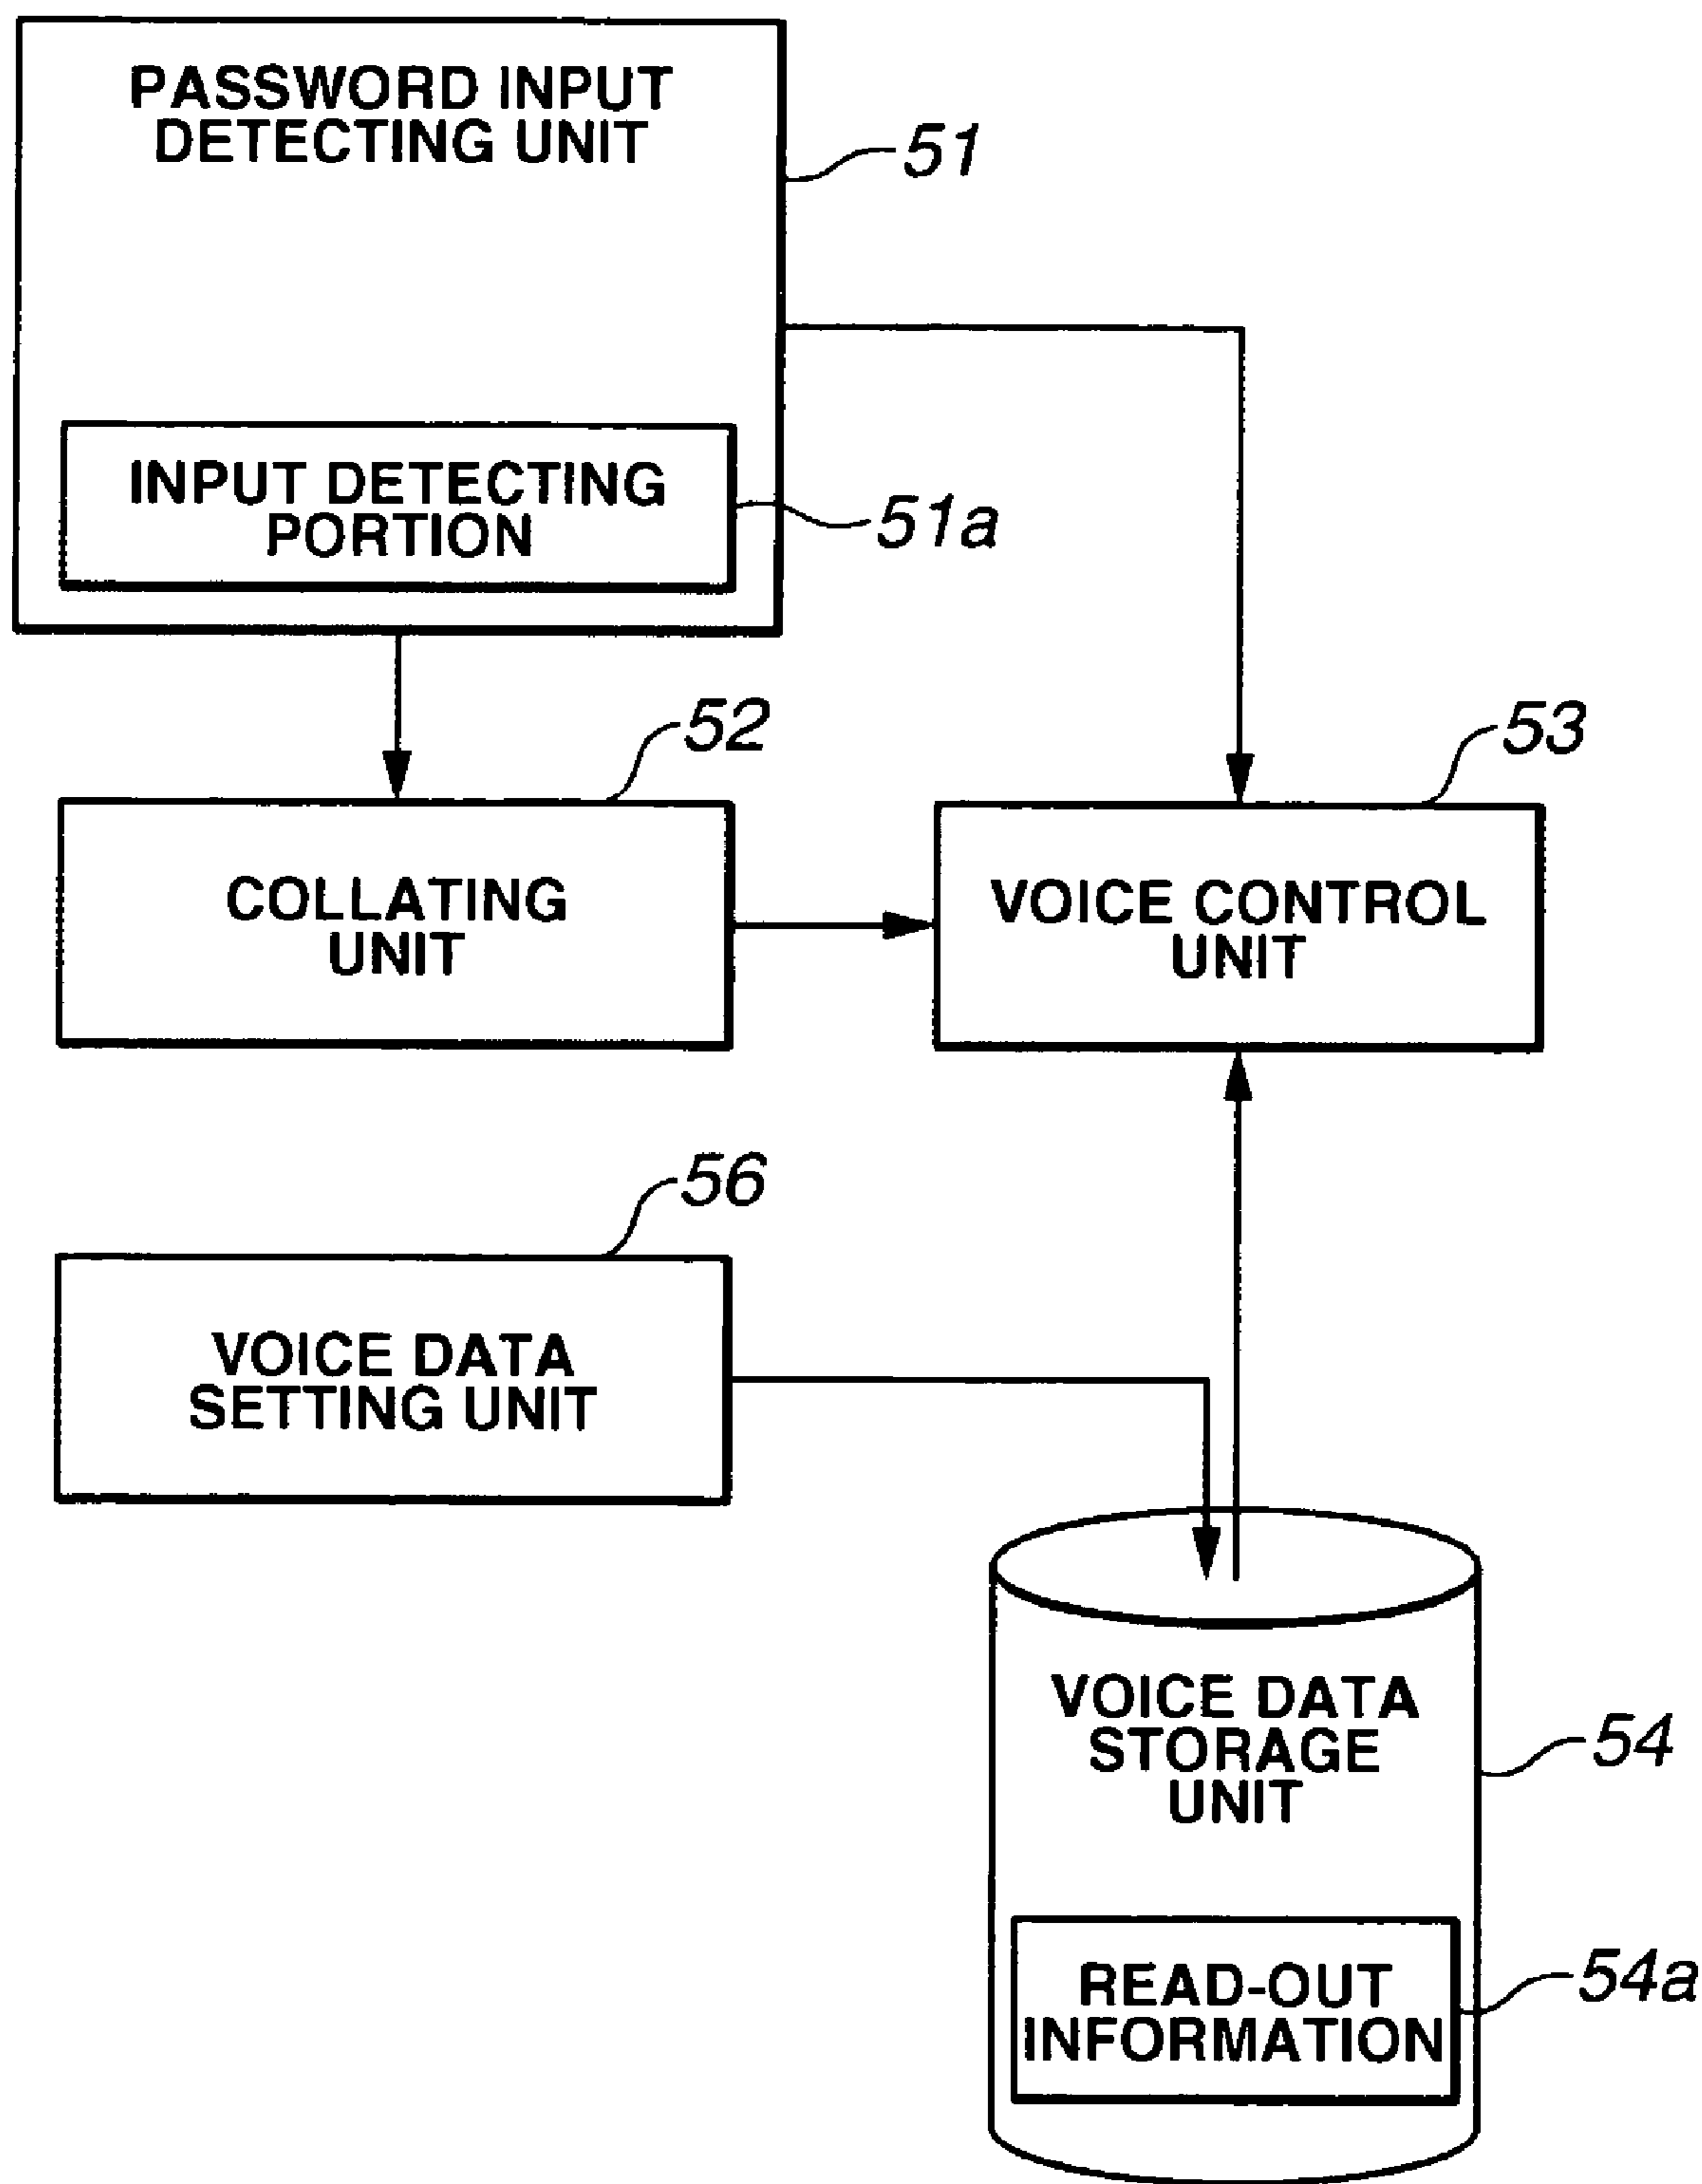 PASSWORD INPUT
DETECTING UNIT
51
INPUT DETECTING
PORTION
51a
52
COLLATING
UNIT
53
VOICE CONTROL
UNIT
56
VOICE DATA
SETTING UNIT
VOICE DATA
STORAGE
UNIT
54
READ-OUT
INFORMATION
54a